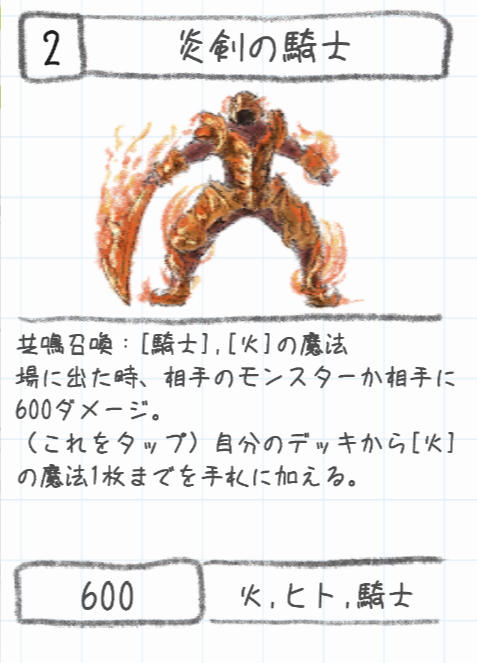 2
炎剣の騎士
共鳴召喚：[騎士],[火]の魔法
場に出た時、相手のモンスターか相手に
600ダメージ。
（これをタップ）自分のデッキから[火]
の魔法1枚までを手札に加える。
600
火,ヒト,騎士